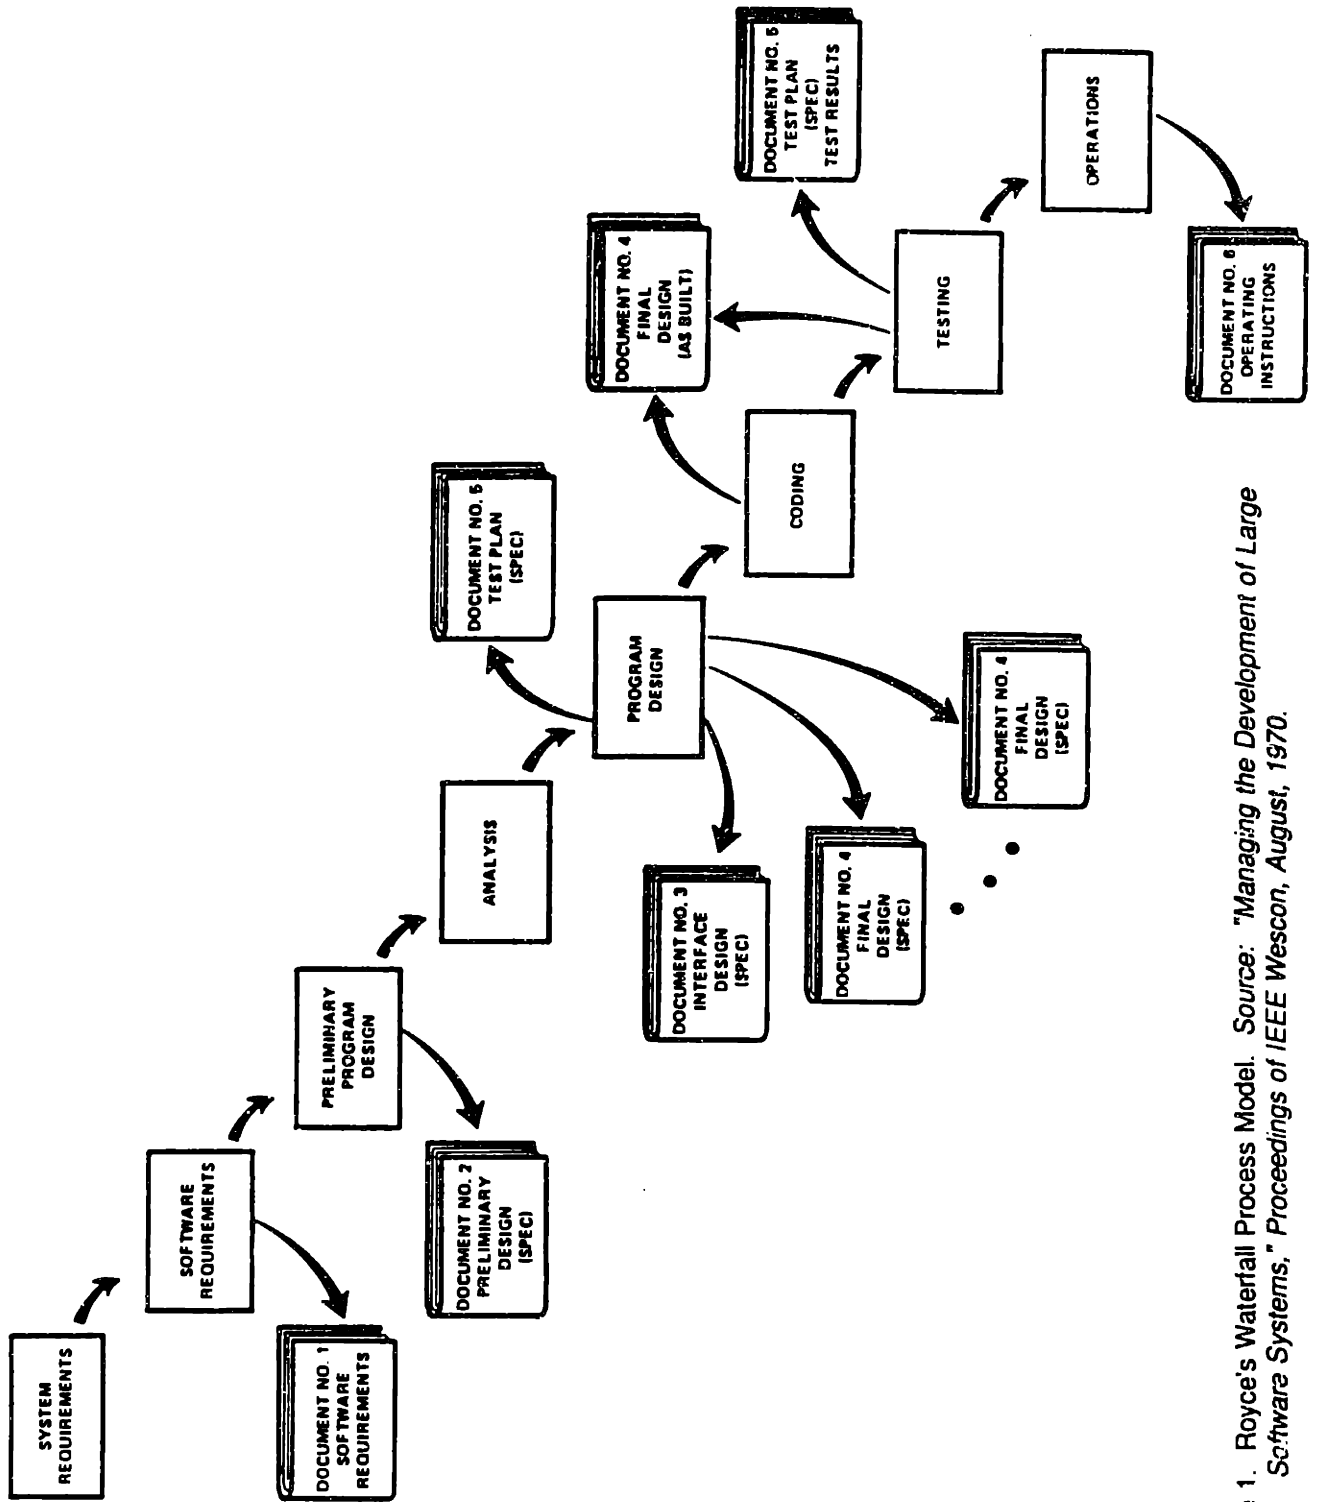 SYSTEM
REQUIREMENTS
SOFTWARE
REQUIREMENTS
DOCUMENT NO. 1
SOFTWARE
REQUIREMENTS
PRELIMINARY
PROGRAM
DESIGN
DOCUMENT NO. 2
PRELIMINARY
DESIGN
(SPEC)
ANALYSIS
PROGRAM
DESIGN
DOCUMENT NO. 5
TEST PLAN
(SPEC)
DOCUMENT NO. 3
INTERFACE
DESIGN
(SPEC)
DOCUMENT NO. 4
FINAL
DESIGN
(SPEC)
DOCUMENT NO. 4
FINAL
DESIGN
(SPEC)
CODING
DOCUMENT NO. 4
FINAL
DESIGN
(AS BUILT)
TESTING
DOCUMENT NO. 5
TEST PLAN
(SPEC)
TEST RESULTS
OPERATIONS
DOCUMENT NO. 6
OPERATING
INSTRUCTIONS
1. Royce's Waterfall Process Model. Source: "Managing the Development of Large
Software Systems," Proceedings of IEEE Wescon, August, 1970.